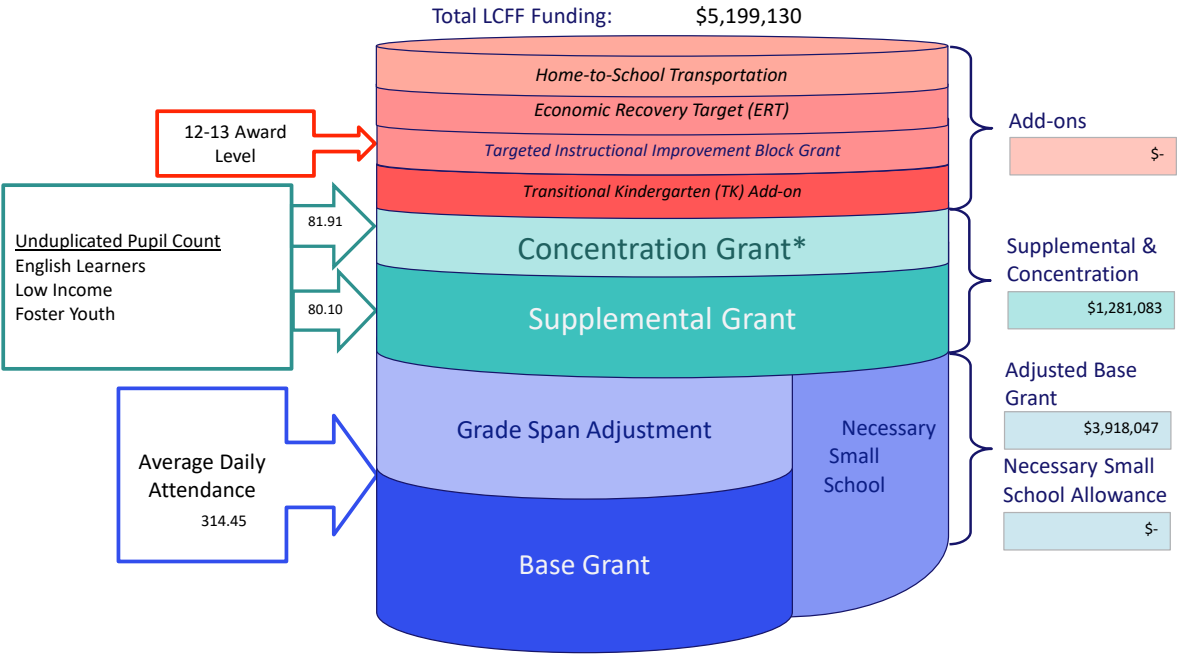 Total LCFF Funding: $5,199,130
Home-to-School Transportation
Economic Recovery Target (ERT)
Targeted Instructional Improvement Block Grant
Transitional Kindergarten (TK) Add-on
Concentration Grant*
Supplemental Grant
Grade Span Adjustment
Base Grant
Necessary
Small
School
12-13 Award
Level
Unduplicated Pupil Count
English Learners
Low Income
Foster Youth
81.91
80.10
Average Daily
Attendance
314.45
Add-ons
$-
Supplemental &
Concentration
$1,281,083
Adjusted Base
Grant
$3,918,047
Necessary Small
School Allowance
$-